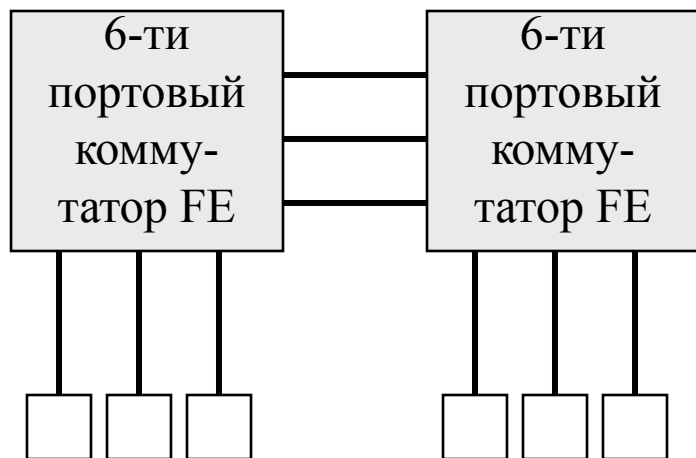 6-ти
портовый
комму-
татор FE
6-ти
портовый
комму-
татор FE